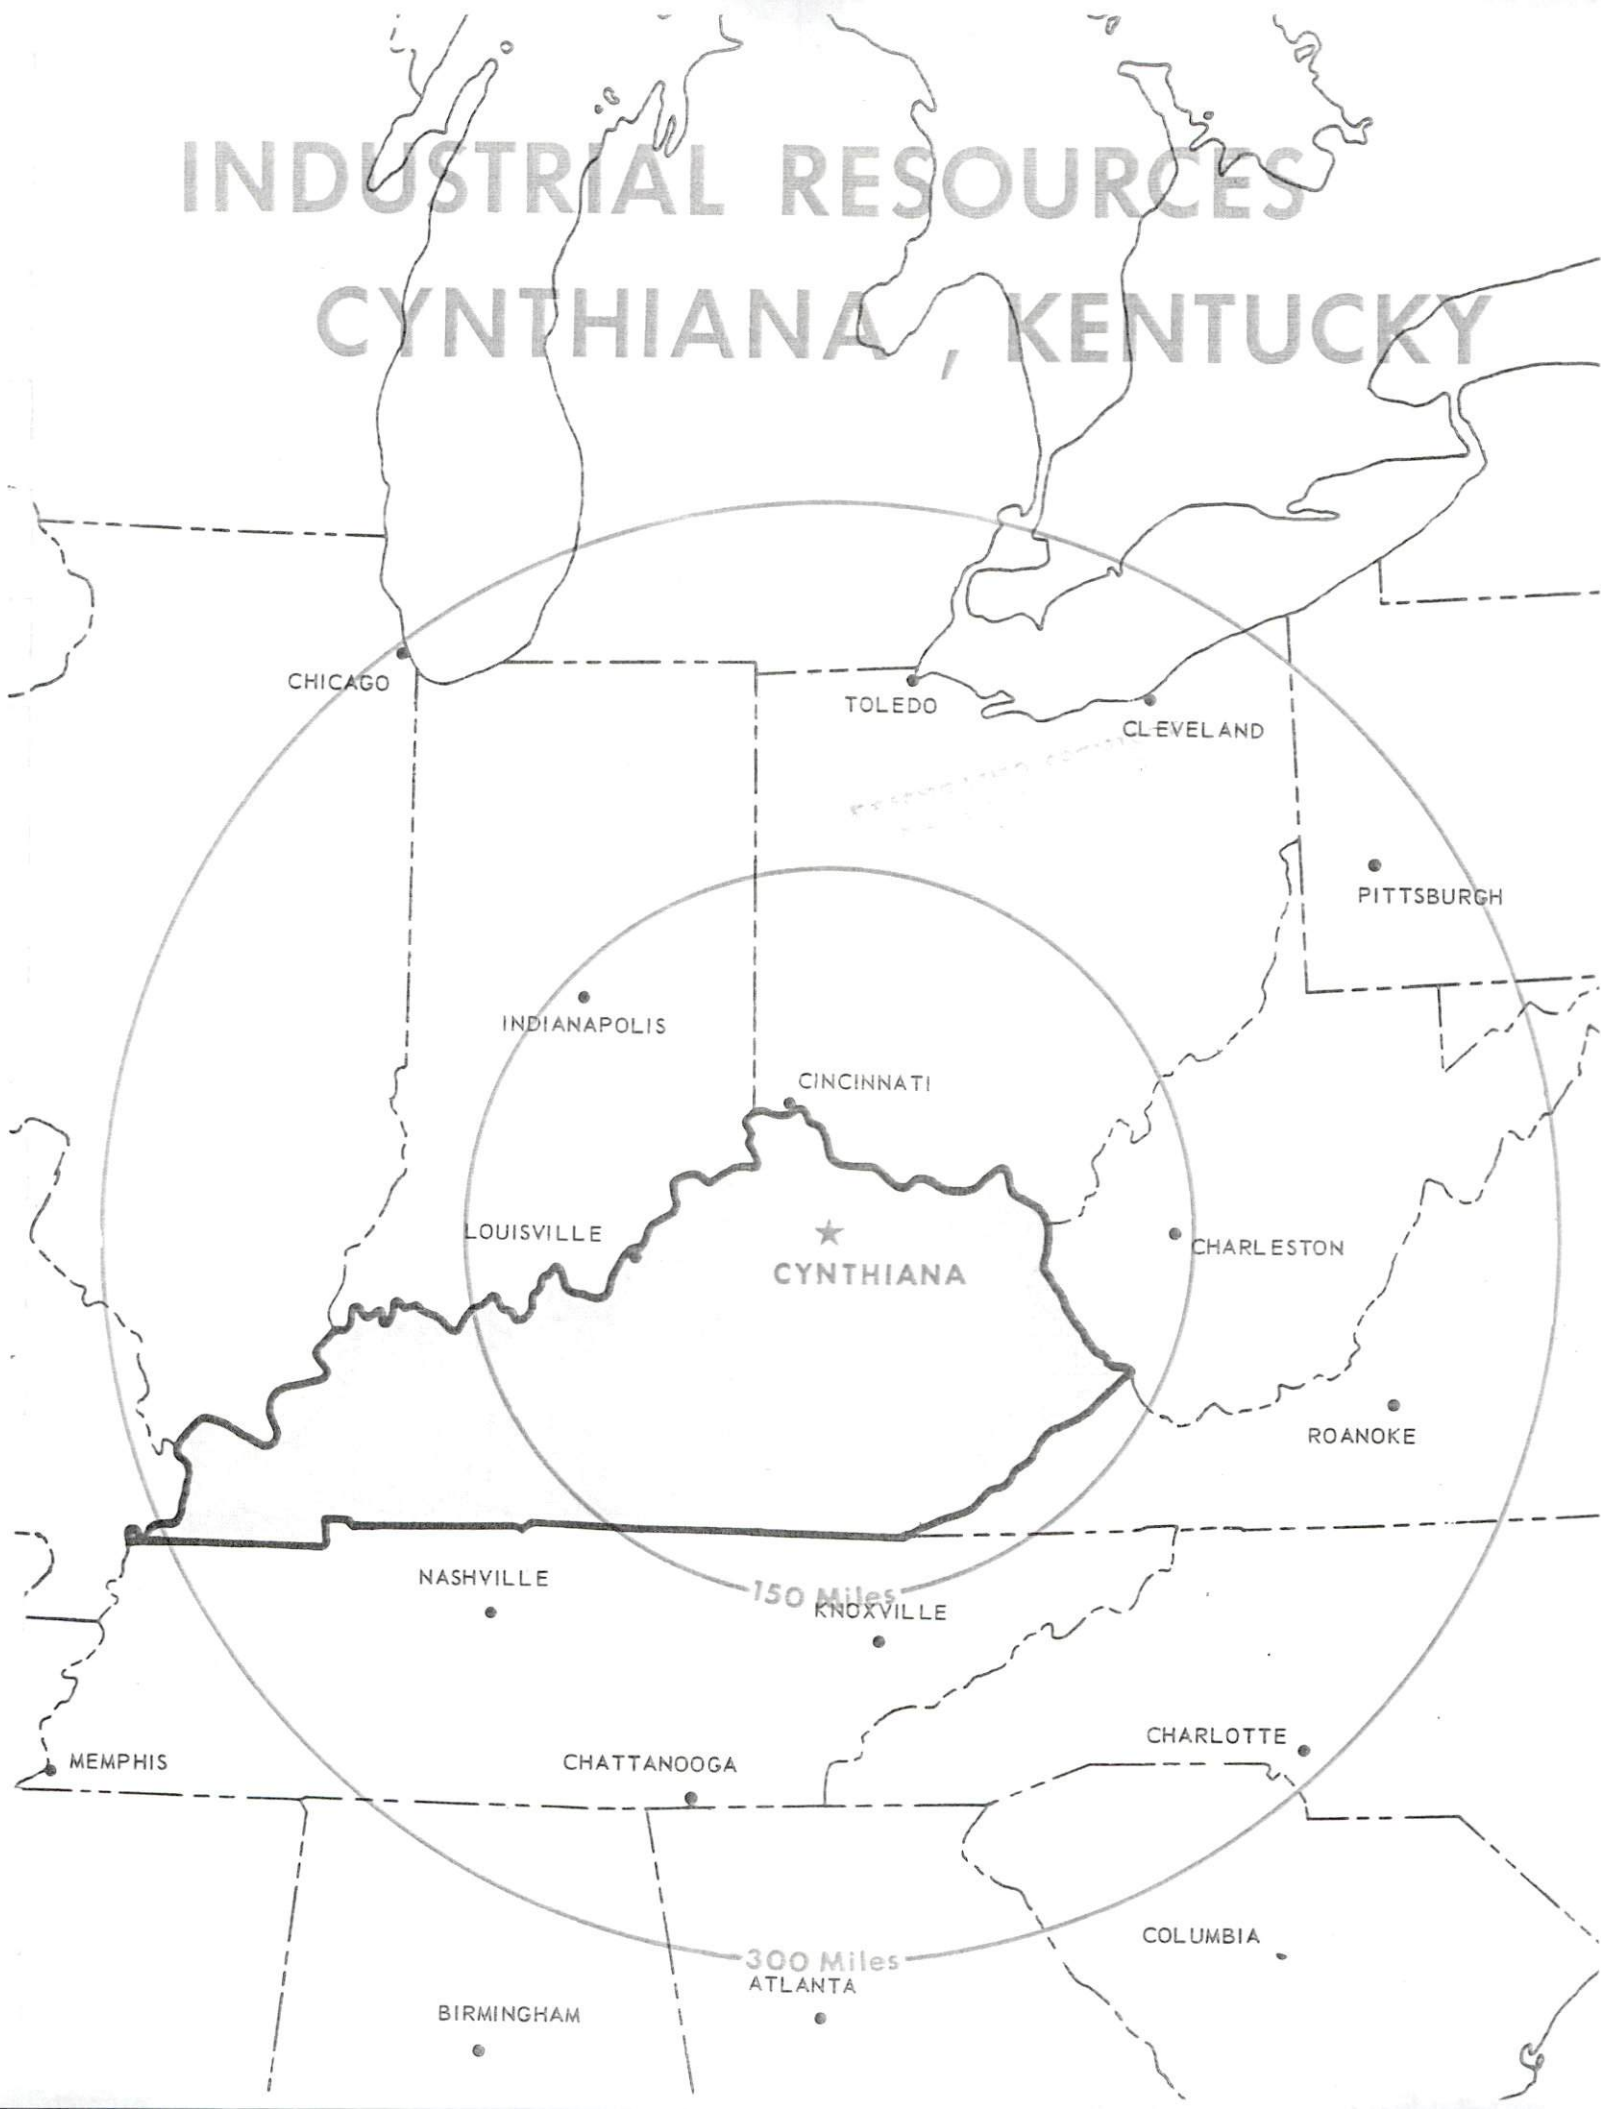 INDUSTRIAL RESOURCES
CYNTHIANA, KENTUCKY
CHICAGO
TOLEDO
CLEVELAND
PITTSBURGH
INDIANAPOLIS
CINCINNATI
LOUISVILLE
CYNTHIANA
CHARLESTON
ROANOKE
NASHVILLE
150 Miles
KNOXVILLE
MEMPHIS
CHATTANOOGA
CHARLOTTE
COLUMBIA
300 Miles
ATLANTA
BIRMINGHAM